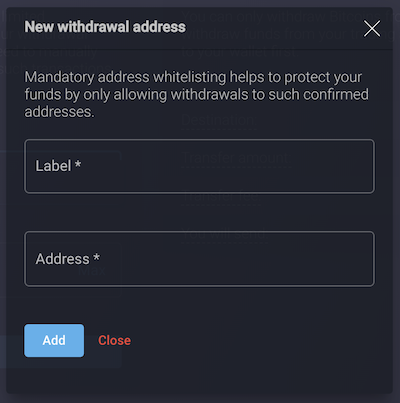 New withdrawal address
Mandatory address whitelisting helps to protect your
funds by only allowing withdrawals to such confirmed
addresses.
Label *
Address *
Add
Close